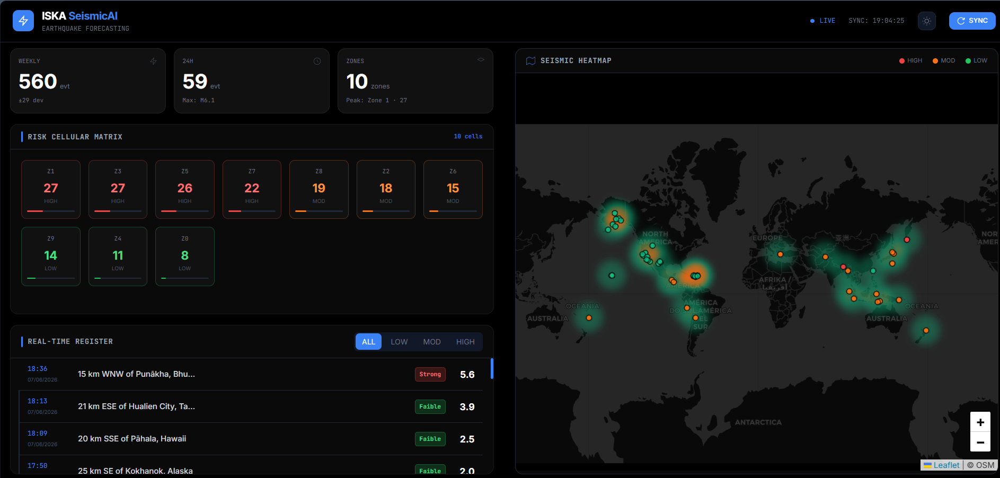 ISKA SeismicAI
EARTHQUAKE FORECASTING
LIVE
SYNC: 19:04:25
SYNC
WEEKLY
560 evt
±29 dev
24H
59 evt
Max: M6.1
ZONES
10 zones
Peak: Zone 1 · 27
RISK CELLULAR MATRIX
10 cells
Z1
27
HIGH
Z3
27
HIGH
Z5
26
HIGH
Z7
22
HIGH
Z8
19
MOD
Z2
18
MOD
Z6
15
MOD
Z9
14
LOW
Z4
11
LOW
Z0
8
LOW
REAL-TIME REGISTER
ALL
LOW
MOD
HIGH
18:36
07/06/2026
15 km WNW of Punākha, Bhu...
Strong
5.6
18:13
07/06/2026
21 km ESE of Hualien City, Ta...
Faible
3.9
18:09
07/06/2026
20 km SSE of Pāhala, Hawaii
Faible
2.5
17:50
25 km SE of Kokhanok, Alaska
Faible
2.0
SEISMIC HEATMAP
HIGH
MOD
LOW
NORTH
AMERICA
EUROPE
亚洲
NOR
AMER
AFRIKA /
أفريقيا
AMERICA
OCEANIA
AMÉRICA
DO SUL AMÉRICA
EL
SUR
OCEANIA
AUSTRALIA
AUSTRALIA
ANTARCTICA
+
−
Leaflet | © OSM